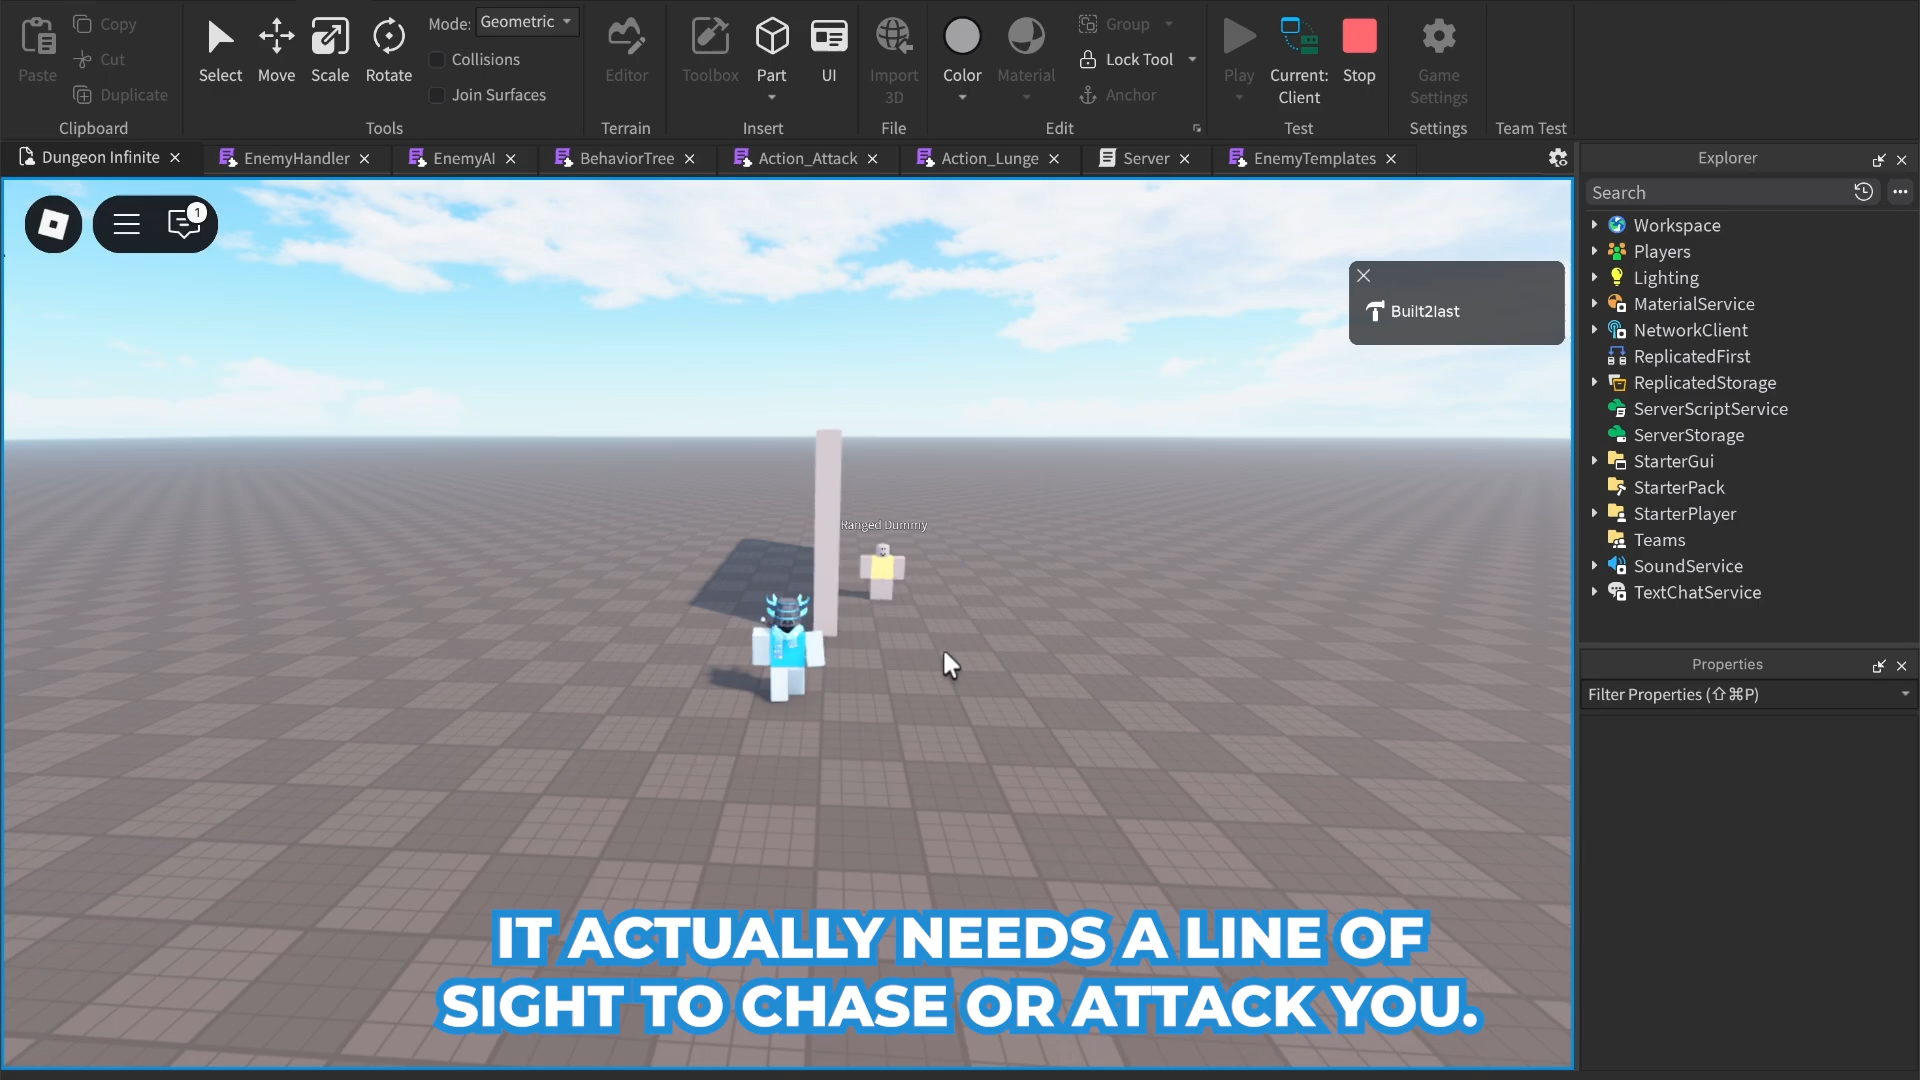 Paste
Copy
Cut
Duplicate
Clipboard
Select
Move
Scale
Rotate
Mode: Geometric
Collisions
Join Surfaces
Tools
Editor
Terrain
Toolbox
Part
UI
Insert
Import
3D
File
Color
Material
Group
Lock Tool
Anchor
Edit
Play
Current:
Client
Stop
Test
Game
Settings
Settings
Team Test
Dungeon Infinite
EnemyHandler
EnemyAI
BehaviorTree
Action_Attack
Action_Lunge
Server
EnemyTemplates
1
Built2last
Ranged Dummy
IT ACTUALLY NEEDS A LINE OF
SIGHT TO CHASE OR ATTACK YOU.
Explorer
Search
Workspace
Players
Lighting
MaterialService
NetworkClient
ReplicatedFirst
ReplicatedStorage
ServerScriptService
ServerStorage
StarterGui
StarterPack
StarterPlayer
Teams
SoundService
TextChatService
Properties
Filter Properties (⇧⌘P)